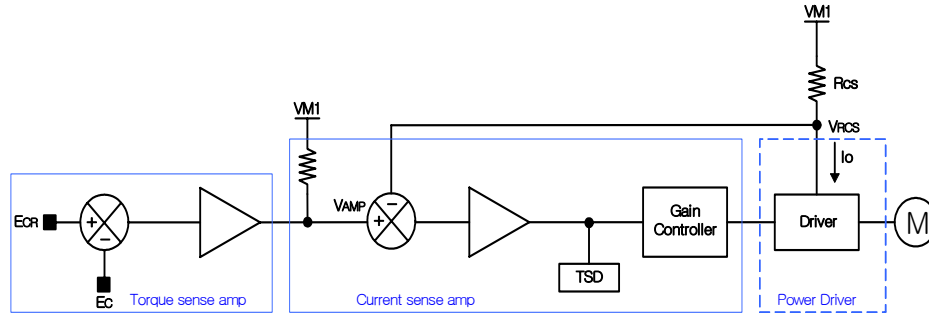 VM1
RCS
VM1
VRCS
IO
ECR
+
−
VAMP
+
−
Gain
Controller
Driver
M
TSD
EC
Torque sense amp
Current sense amp
Power Driver